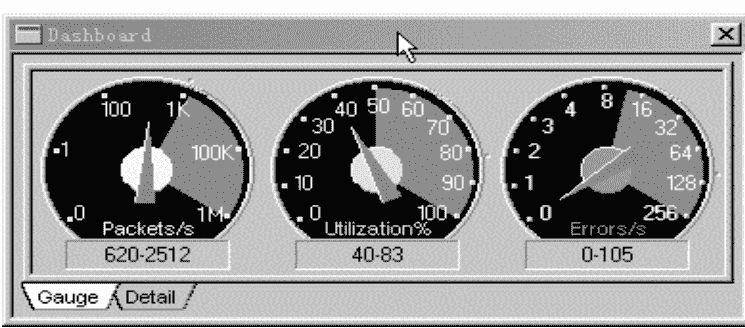 Dashboard
100 1K
1 100K
0 1M
Packets/s
620-2512
40 50 60
30 70
20 80
10 90
0 100
Utilization%
40-83
4 8 16
3 32
2 64
1 128
0 256
Errors/s
0-105
Gauge Detail